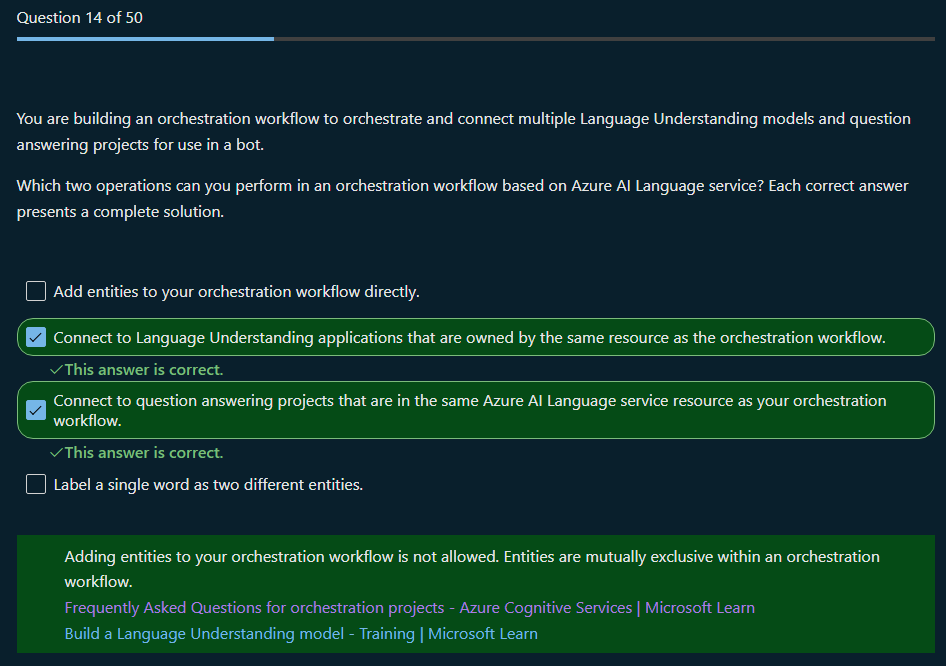 Question 14 of 50
You are building an orchestration workflow to orchestrate and connect multiple Language Understanding models and question
answering projects for use in a bot.
Which two operations can you perform in an orchestration workflow based on Azure AI Language service? Each correct answer
presents a complete solution.
Add entities to your orchestration workflow directly.
Connect to Language Understanding applications that are owned by the same resource as the orchestration workflow.
This answer is correct.
Connect to question answering projects that are in the same Azure AI Language service resource as your orchestration
workflow.
This answer is correct.
Label a single word as two different entities.
Adding entities to your orchestration workflow is not allowed. Entities are mutually exclusive within an orchestration
workflow.
Frequently Asked Questions for orchestration projects - Azure Cognitive Services | Microsoft Learn
Build a Language Understanding model - Training | Microsoft Learn